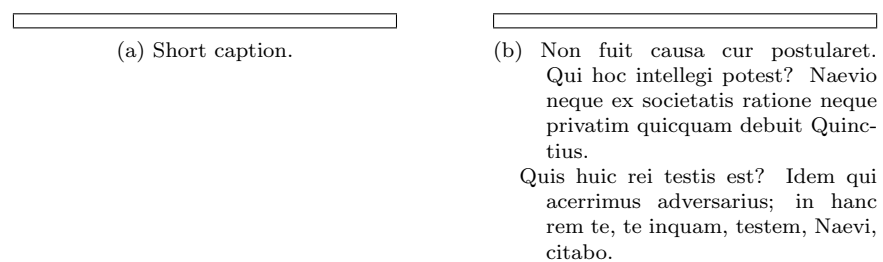 (a) Short caption.
(b) Non fuit causa cur postularet.
Qui hoc intellegi potest? Naevio
neque ex societatis ratione neque
privatim quicquam debuit Quinc-
tius.
Quis huic rei testis est? Idem qui
acerrimus adversarius; in hanc
rem te, te inquam, testem, Naevi,
citabo.